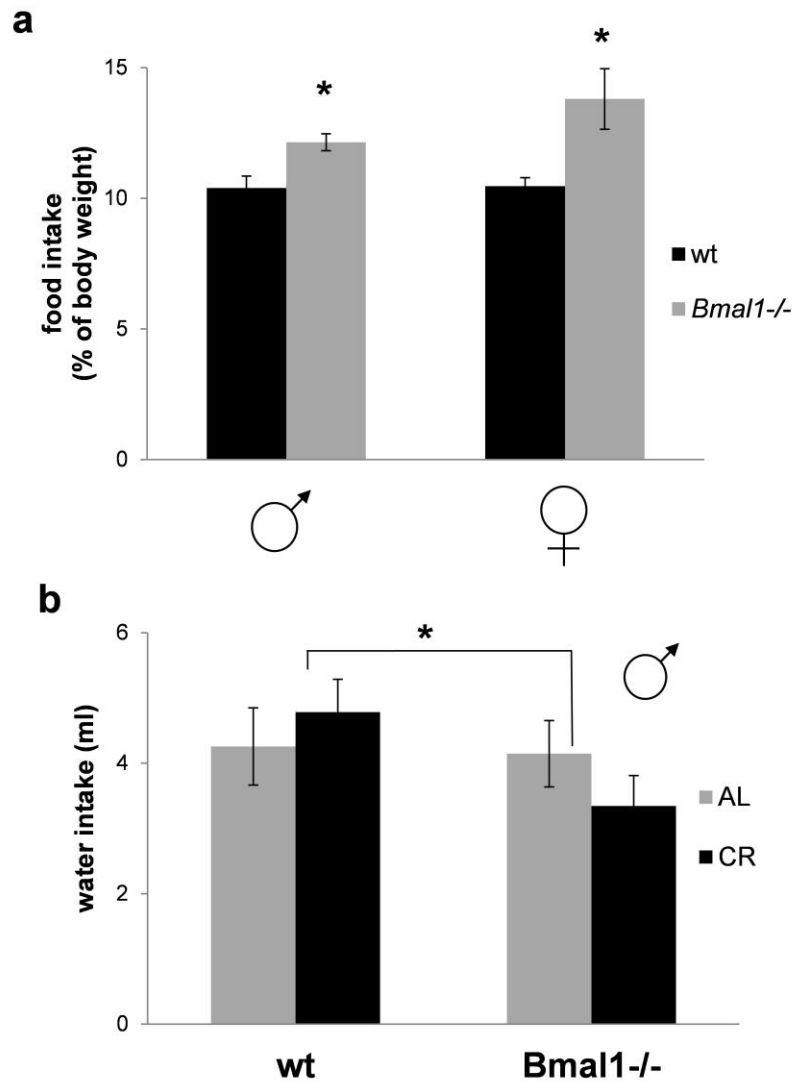 a
*
*
15
10
5
0
food intake
(% of body weight)
wt
Bmal1-/-
b
6
4
2
0
water intake (ml)
*
AL
CR
wt Bmal1-/-